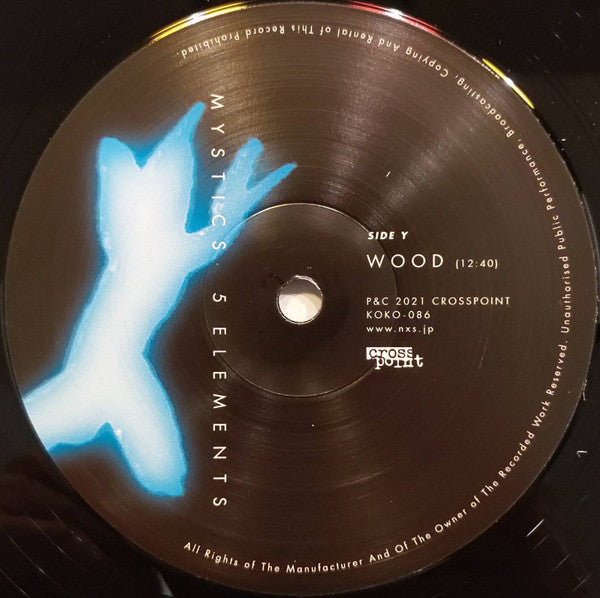 MYSTICS 5 ELEMENTS
SIDE Y
WOOD (12:40)
P&C 2021 CROSSPOINT
KOKO-086
www.nxs.jp
cross
point
All Rights of The Manufacturer And Of The Owner of The Recorded Work Reserved. Unauthorised Public Performance, Broadcasting, Copying And Rental of This Record Prohibited.